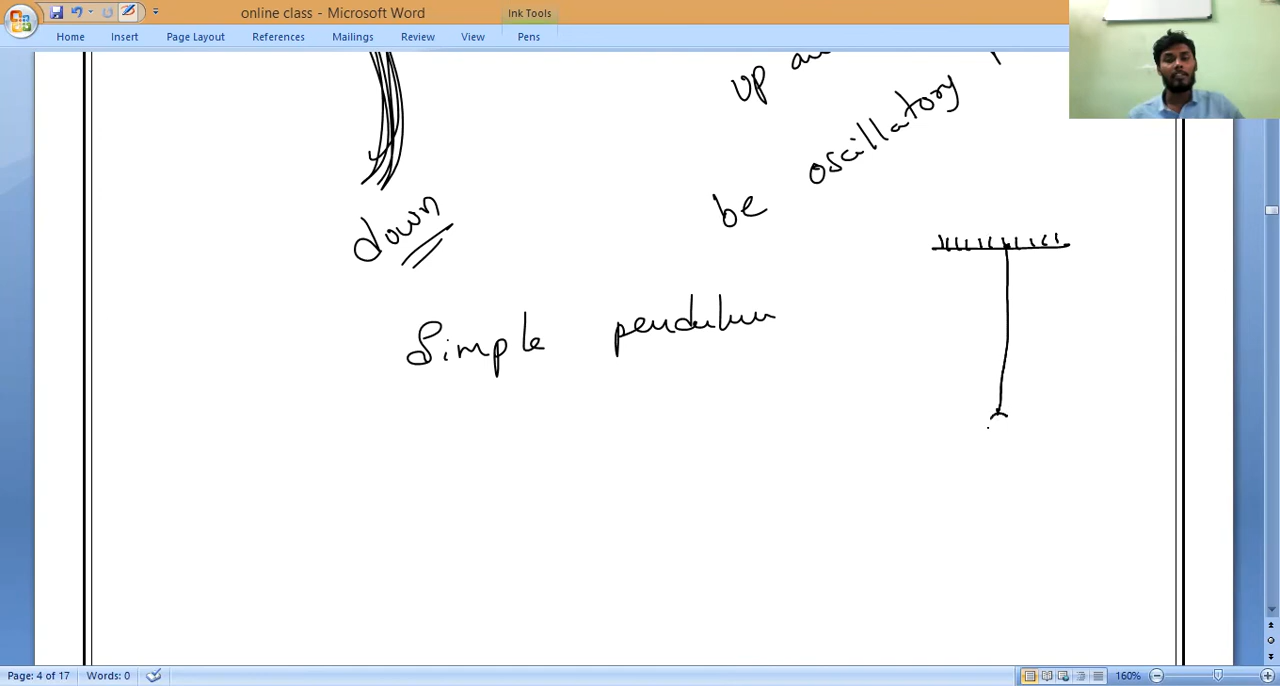 online class - Microsoft Word
Ink Tools
Home Insert Page Layout References Mailings Review View Pens
up
be oscillatory
down
Simple pendulum
Page: 4 of 17 Words: 0
160%